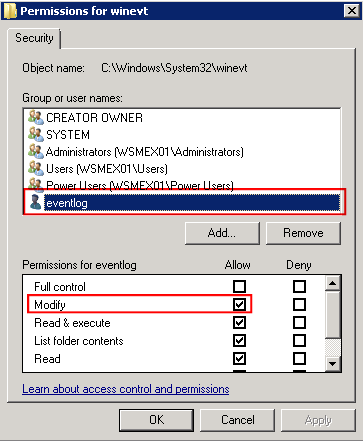 Permissions for winevt
Security
Object name: C:\Windows\System32\winevt
Group or user names:
CREATOR OWNER
SYSTEM
Administrators (WSMEX01\Administrators)
Users (WSMEX01\Users)
Power Users (WSMEX01\Power Users)
eventlog
Add... Remove
Permissions for eventlog Allow Deny
Full control
Modify
Read & execute
List folder contents
Read
Learn about access control and permissions
OK Cancel Apply